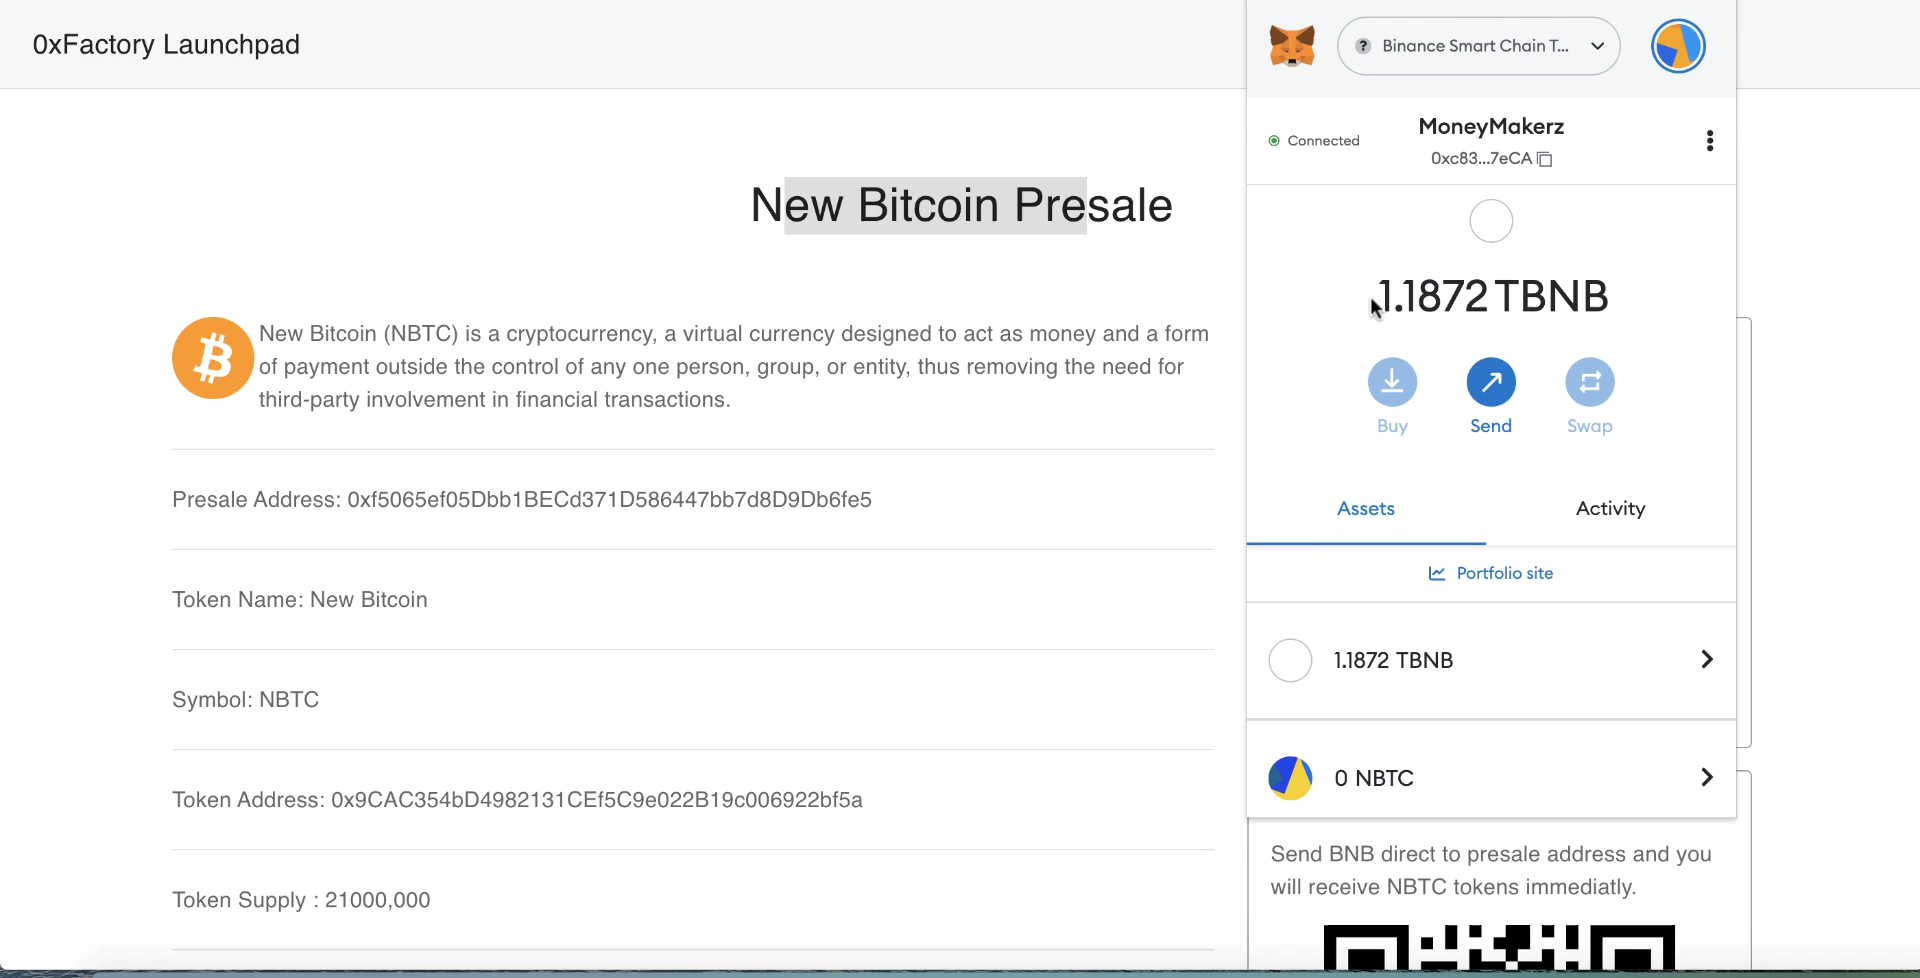 0xFactory Launchpad
? Binance Smart Chain T...
Connected
MoneyMakerz
0xc83...7eCA
New Bitcoin Presale
1.1872 TBNB
Buy
Send
Swap
New Bitcoin (NBTC) is a cryptocurrency, a virtual currency designed to act as money and a form
of payment outside the control of any one person, group, or entity, thus removing the need for
third-party involvement in financial transactions.
Presale Address: 0xf5065ef05Dbb1BECd371D586447bb7d8D9Db6fe5
Token Name: New Bitcoin
Symbol: NBTC
Token Address: 0x9CAC354bD4982131CEf5C9e022B19c006922bf5a
Token Supply : 21000,000
Assets
Activity
Portfolio site
1.1872 TBNB
0 NBTC
Send BNB direct to presale address and you
will receive NBTC tokens immediatly.